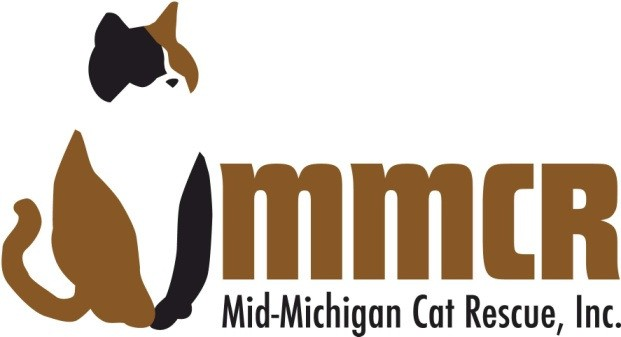 MMCR
Mid-Michigan Cat Rescue, Inc.